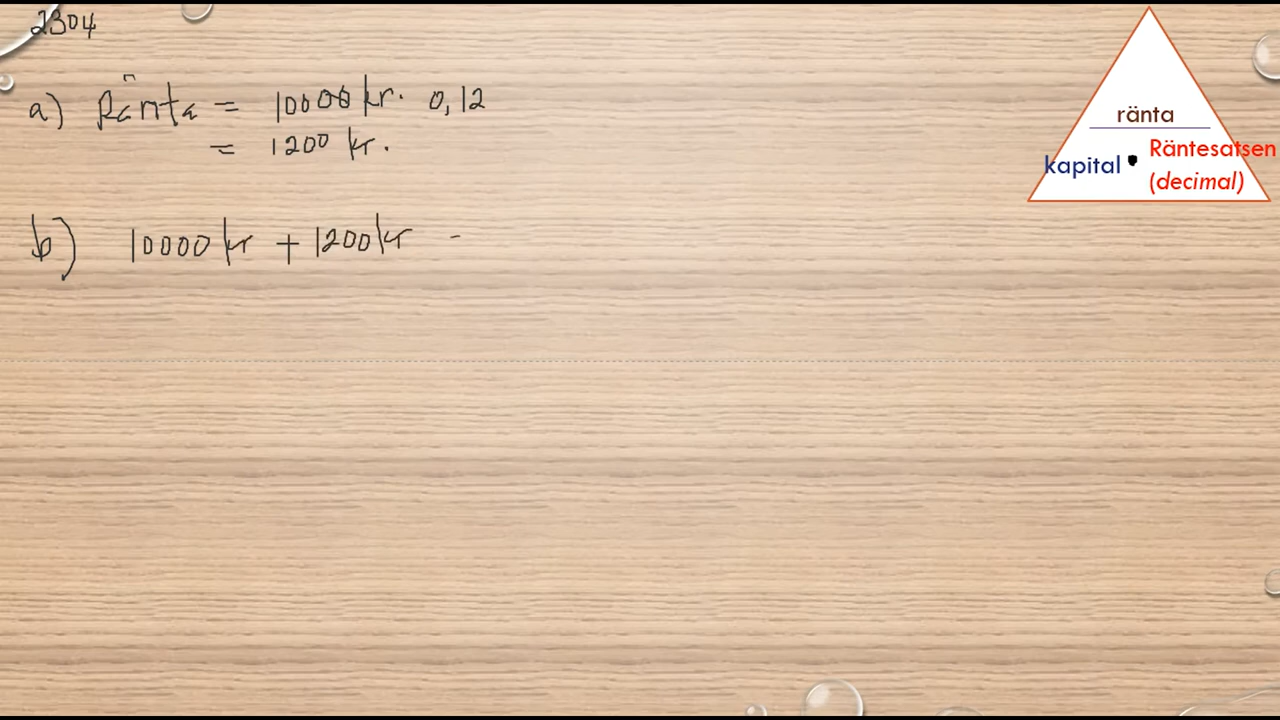 2304
a) Ränta = 10000 kr. 0,12
= 1200 kr.
b) 10000 kr + 1200 kr -
ränta
kapital • Räntesatsen
(decimal)